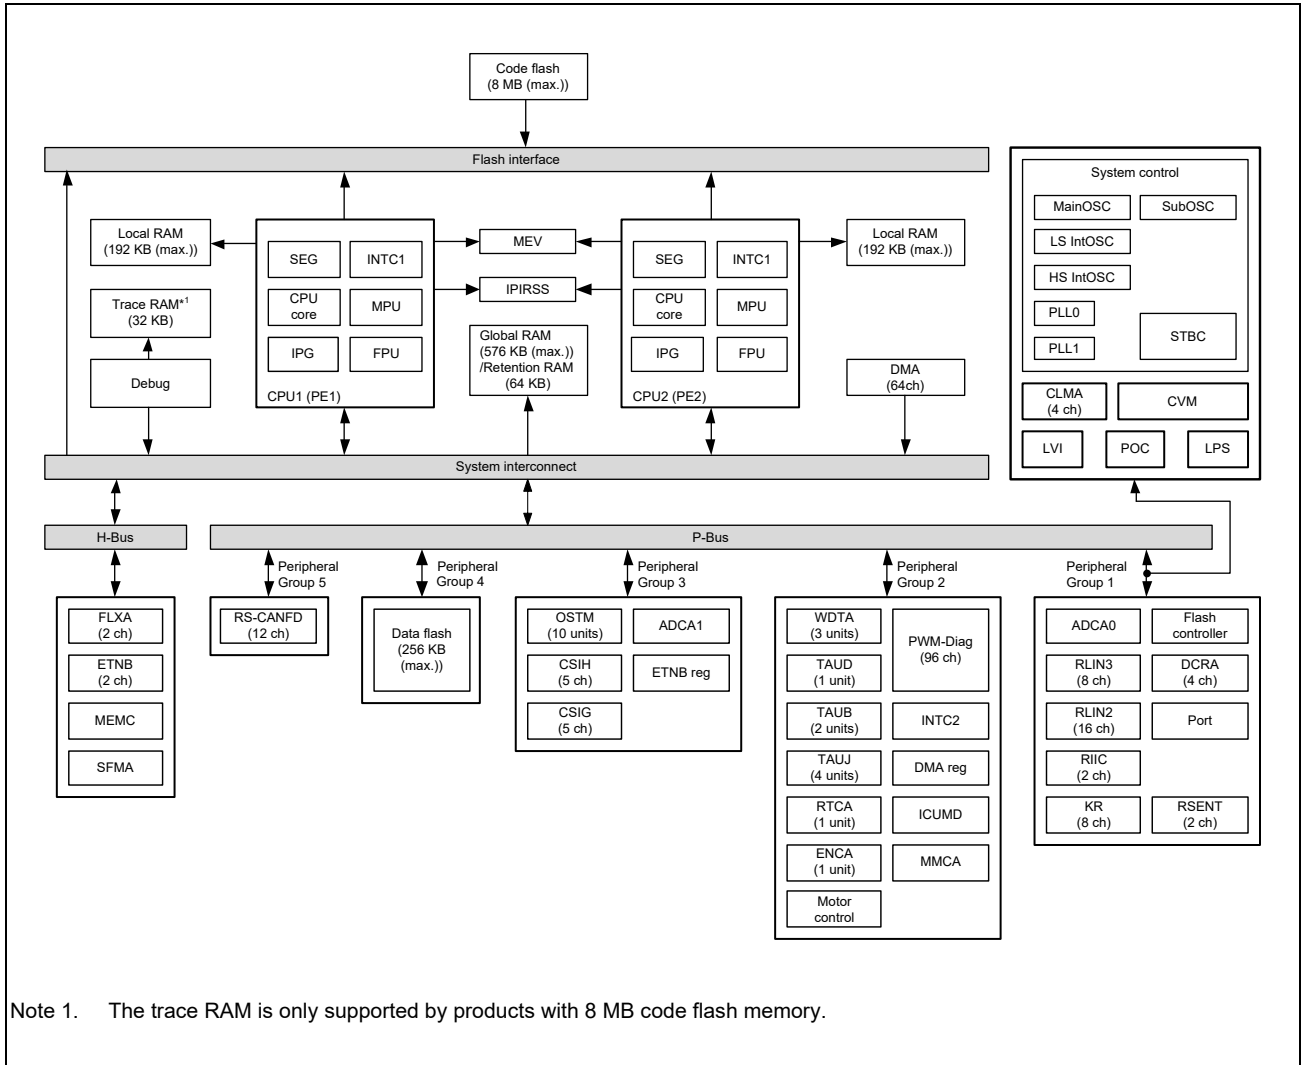 Code flash
(8 MB (max.))
Flash interface
Local RAM
(192 KB (max.))
Trace RAM*1
(32 KB)
Debug
SEG
INTC1
CPU
core
MPU
IPG
FPU
CPU1 (PE1)
MEV
IPIRSS
Global RAM
(576 KB (max.))
/Retention RAM
(64 KB)
SEG
INTC1
CPU
core
MPU
IPG
FPU
CPU2 (PE2)
Local RAM
(192 KB (max.))
DMA
(64ch)
System control
MainOSC
SubOSC
LS IntOSC
HS IntOSC
PLL0
PLL1
STBC
CLMA
(4 ch)
CVM
LVI
POC
LPS
System interconnect
H-Bus
P-Bus
Peripheral
Group 5
Peripheral
Group 4
Peripheral
Group 3
Peripheral
Group 2
Peripheral
Group 1
FLXA
(2 ch)
ETNB
(2 ch)
MEMC
SFMA
RS-CANFD
(12 ch)
Data flash
(256 KB
(max.))
OSTM
(10 units)
ADCA1
CSIH
(5 ch)
ETNB reg
CSIG
(5 ch)
WDTA
(3 units)
PWM-Diag
(96 ch)
TAUD
(1 unit)
TAUB
(2 units)
INTC2
TAUJ
(4 units)
DMA reg
RTCA
(1 unit)
ICUMD
ENCA
(1 unit)
MMCA
Motor
control
ADCA0
Flash
controller
RLIN3
(8 ch)
DCRA
(4 ch)
RLIN2
(16 ch)
Port
RIIC
(2 ch)
KR
(8 ch)
RSENT
(2 ch)
Note 1. The trace RAM is only supported by products with 8 MB code flash memory.